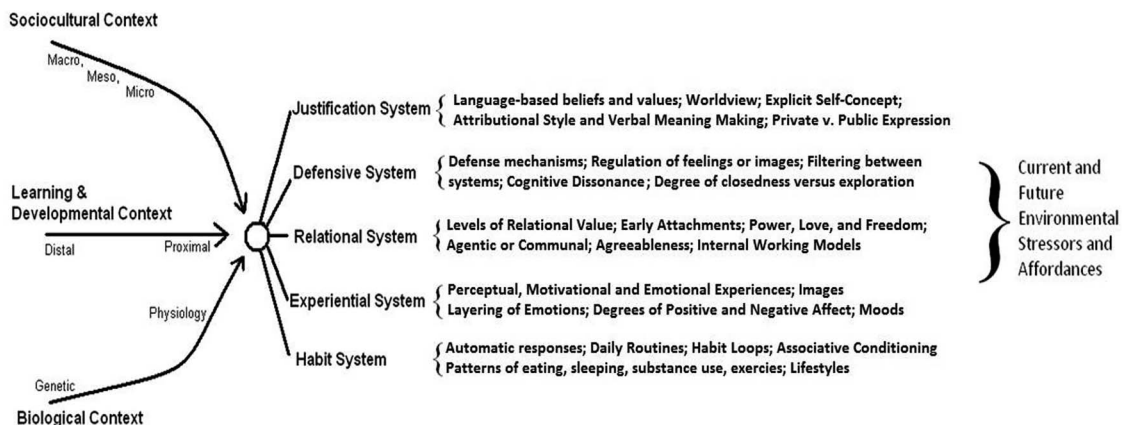 Sociocultural Context
Macro,
Meso,
Micro
Learning &
Developmental Context
Distal
Proximal
Physiology
Genetic
Biological Context
Justification System
Language-based beliefs and values; Worldview; Explicit Self-Concept;
Attributional Style and Verbal Meaning Making; Private v. Public Expression
Defensive System
Defense mechanisms; Regulation of feelings or images; Filtering between
systems; Cognitive Dissonance; Degree of closedness versus exploration
Relational System
Levels of Relational Value; Early Attachments; Power, Love, and Freedom;
Agentic or Communal; Agreeableness; Internal Working Models
Experiential System
Perceptual, Motivational and Emotional Experiences; Images
Layering of Emotions; Degrees of Positive and Negative Affect; Moods
Habit System
Automatic responses; Daily Routines; Habit Loops; Associative Conditioning
Patterns of eating, sleeping, substance use, exercies; Lifestyles
Current and
Future
Environmental
Stressors and
Affordances